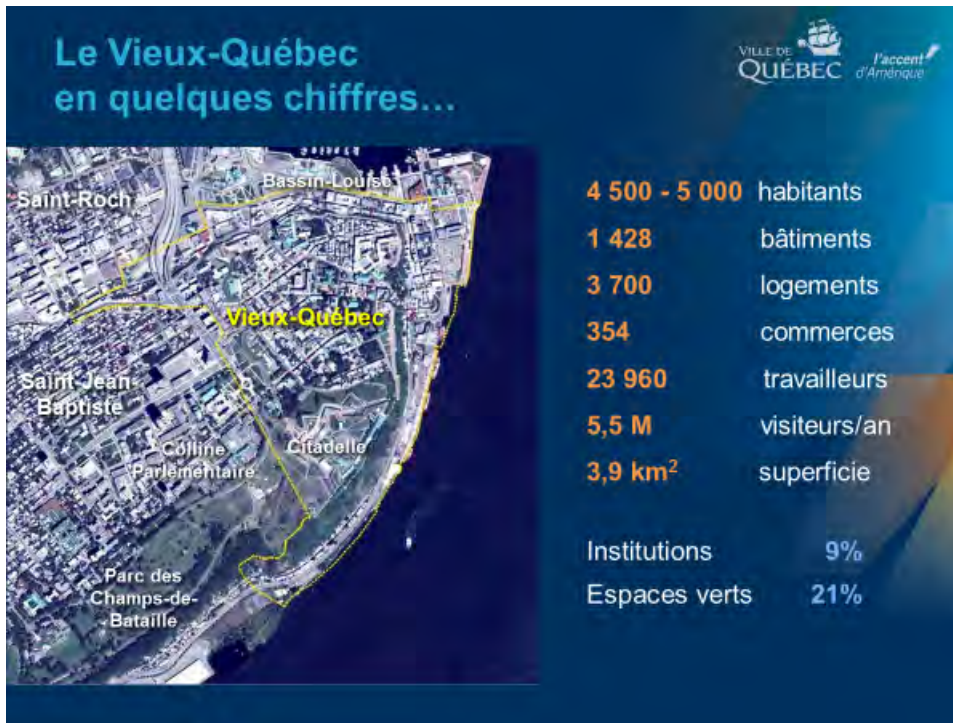 Le Vieux-Québec
en quelques chiffres…
VILLE DE
QUÉBEC
l'accent
d'Amérique
Saint-Roch
Bassin-Louise
Vieux-Québec
Saint-Jean-
Baptiste
Colline
Parlementaire
Citadelle
Parc des
Champs-de-
Bataille
4 500 - 5 000 habitants
1 428 bâtiments
3 700 logements
354 commerces
23 960 travailleurs
5,5 M visiteurs/an
3,9 km² superficie
Institutions 9%
Espaces verts 21%